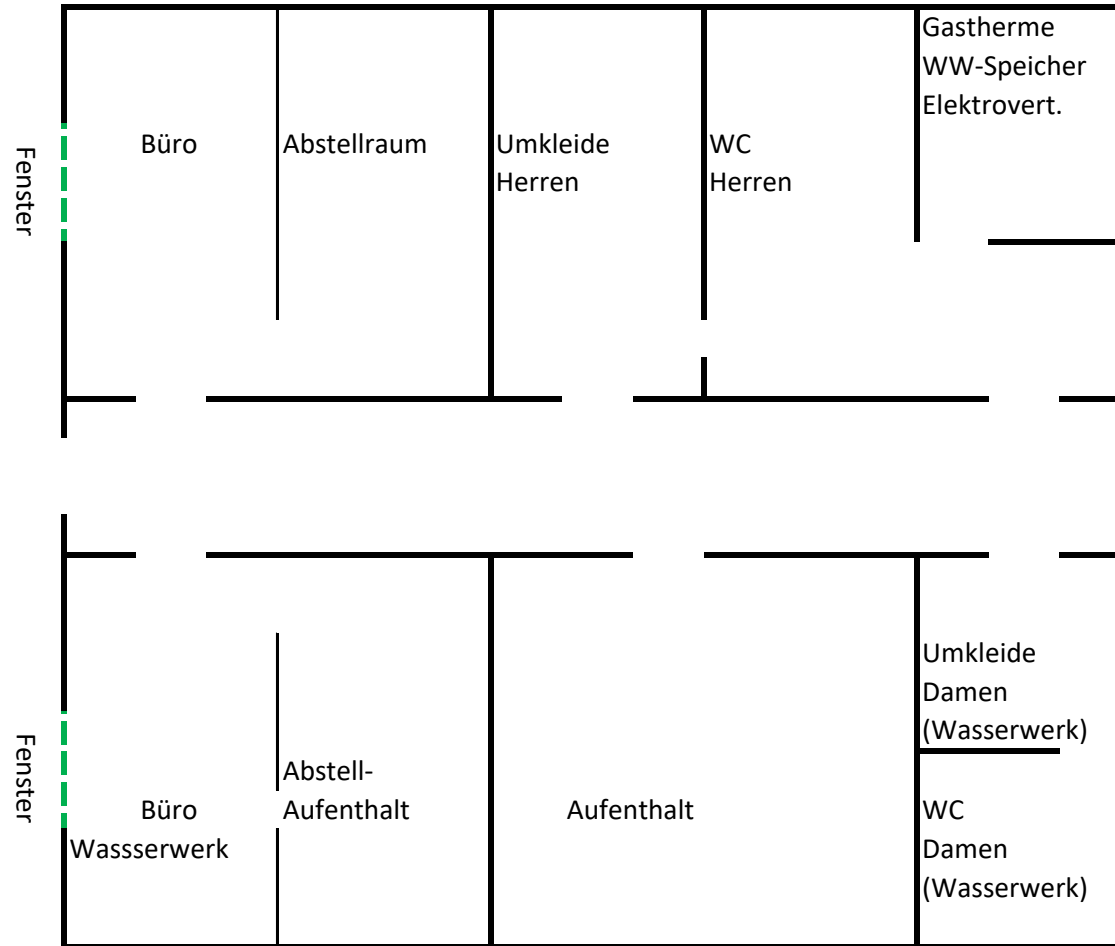 Gastherme
WW-Speicher
Elektrovert.
Fenster
Büro
Abstellraum
Umkleide
Herren
WC
Herren
Umkleide
Damen
(Wasserwerk)
Fenster
Büro
Wassserwerk
Abstell-
Aufenthalt
Aufenthalt
WC
Damen
(Wasserwerk)